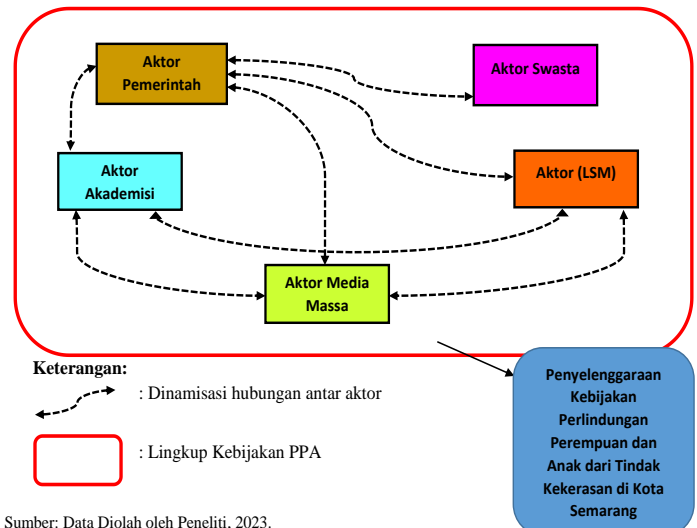 Aktor
Pemerintah
Aktor Swasta
Aktor
Akademisi
Aktor (LSM)
Aktor Media
Massa
Keterangan:
: Dinamisasi hubungan antar aktor
: Lingkup Kebijakan PPA
Penyelenggaraan
Kebijakan
Perlindungan
Perempuan dan
Anak dari Tindak
Kekerasan di Kota
Semarang
Sumber: Data Diolah oleh Peneliti, 2023.